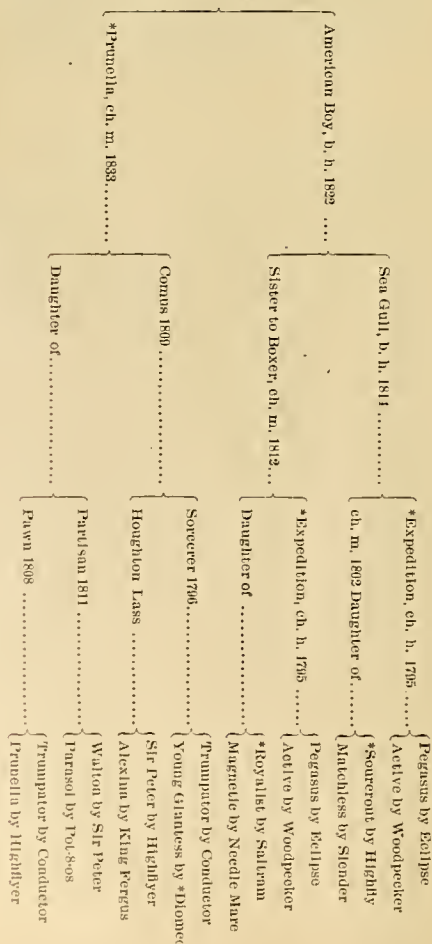 American Boy, b. h. 1822 ....
*Prunella, ch. m. 1833.........
Sea Gull, b. h. 1814 ..........
Sister to Boxer, ch. m. 1812...
Comus 1809 ..................
Daughter of..................
*Expedition, ch. h. 1795 ......
ch. m. 1802 Daughter of.......
*Expedition, ch. h. 1795 ......
Daughter of ..................
Sorcerer 1796..................
Houghton Lass ...............
Partisan 1811 .................
Pawn 1808 ...................
Pegasus by Eclipse
Active by Woodpecker
*Sourcrout by Highfly
Matchless by Slender
Pegasus by Eclipse
Active by Woodpecker
*Royalist by Saltram
Magnetic by Needle Mare
Trumpator by Conductor
Young Giantess by *Diomed
Sir Peter by Highflyer
Alexina by King Fergus
Walton by Sir Peter
Parasol by Pot-8-os
Trumpator by Conductor
Prunella by Highflyer